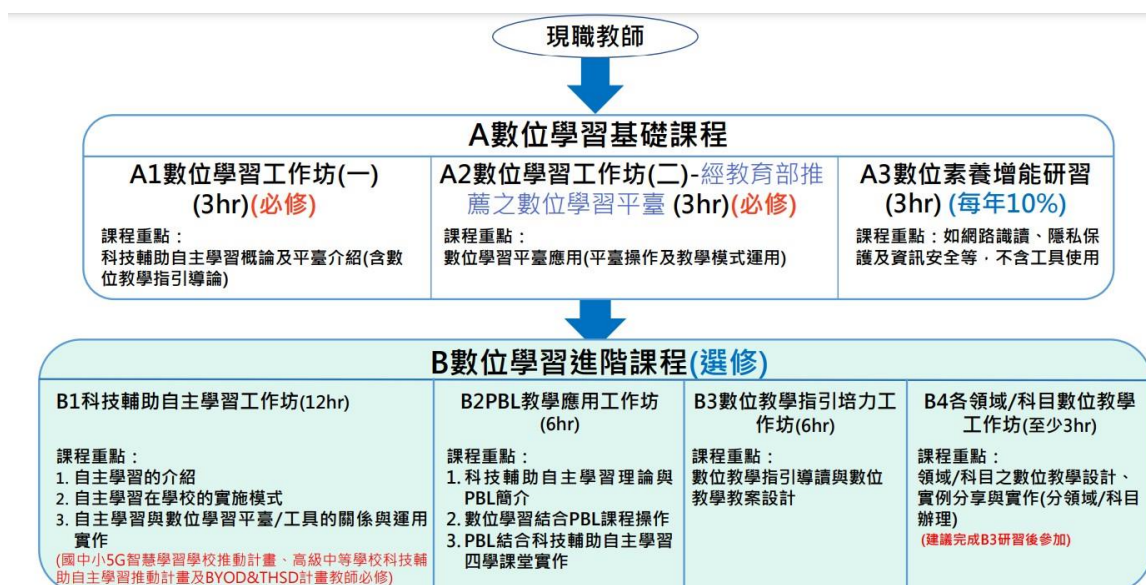 現職教師
A數位學習基礎課程
A1數位學習工作坊(一)
(3hr)(必修)
課程重點：
科技輔助自主學習概論及平臺介紹(含數
位教學指引導論)
A2數位學習工作坊(二)-經教育部推
薦之數位學習平臺 (3hr)(必修)
課程重點：
數位學習平臺應用(平臺操作及教學模式運用)
A3數位素養增能研習
(3hr) (每年10%)
課程重點：如網路識讀、隱私保
護及資訊安全等，不含工具使用
B數位學習進階課程(選修)
B1科技輔助自主學習工作坊(12hr)
課程重點：
1. 自主學習的介紹
2. 自主學習在學校的實施模式
3. 自主學習與數位學習平臺/工具的關係與運用
實作
(國中小5G智慧學習學校推動計畫、高級中等學校科技輔
助自主學習推動計畫及BYOD&THSD計畫教師必修)
B2PBL教學應用工作坊
(6hr)
課程重點：
1. 科技輔助自主學習理論與
PBL簡介
2. 數位學習結合PBL課程操作
3. PBL結合科技輔助自主學習
四學課堂實作
B3數位教學指引培力工
作坊(6hr)
課程重點：
數位教學指引導讀與數位
教學教案設計
B4各領域/科目數位教學
工作坊(至少3hr)
課程重點：
領域/科目之數位教學設計、
實例分享與實作(分領域/科目
辦理)
(建議完成B3研習後參加)